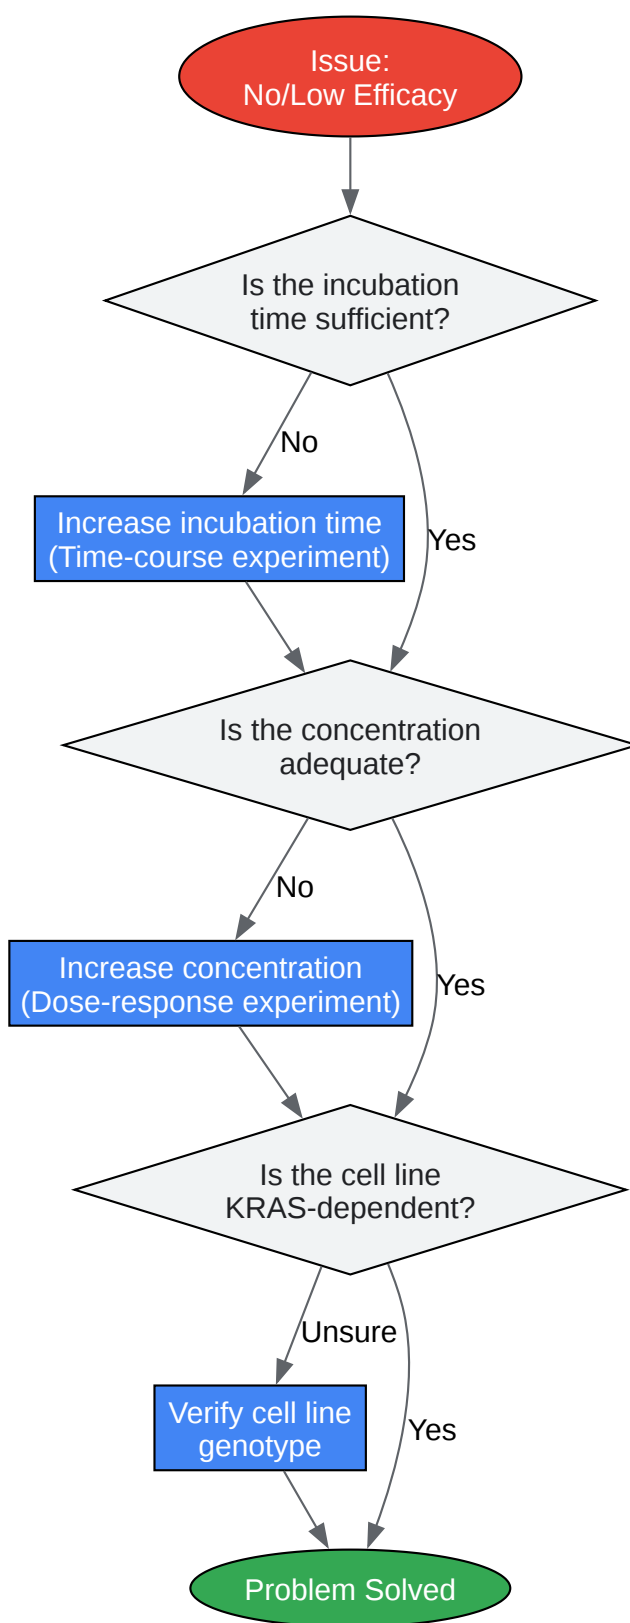 Issue:
No/Low Efficacy
Is the incubation
time sufficient?
No
Increase incubation time
(Time-course experiment)
Yes
Is the concentration
adequate?
No
Increase concentration
(Dose-response experiment)
Yes
Is the cell line
KRAS-dependent?
Unsure
Verify cell line
genotype
Yes
Problem Solved